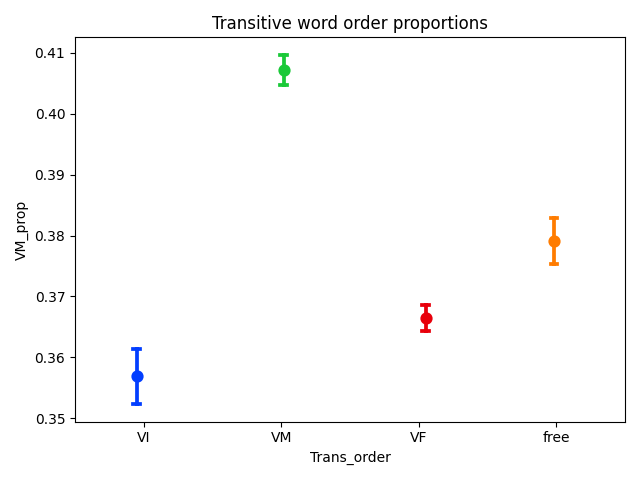 Transitive word order proportions
VM_prop
0.41
0.40
0.39
0.38
0.37
0.36
0.35
VI VM VF free
Trans_order